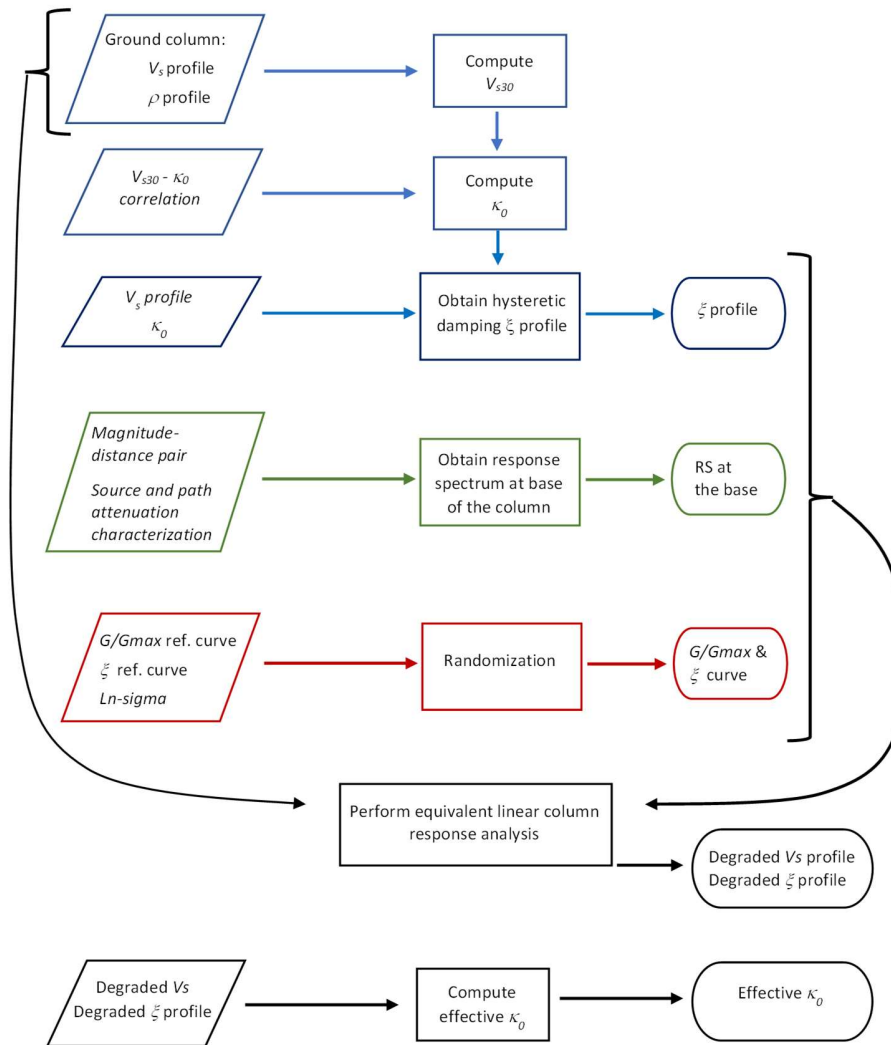 Ground column:
Vs profile
ρ profile
Compute
Vs30
Vs30 - κ0
correlation
Compute
κ0
Vs profile
κ0
Obtain hysteretic
damping ξ profile
ξ profile
Magnitude-
distance pair
Source and path
attenuation
characterization
Obtain response
spectrum at base
of the column
RS at
the base
G/Gmax ref. curve
ξ ref. curve
Ln-sigma
Randomization
G/Gmax &
ξ curve
Perform equivalent linear column
response analysis
Degraded Vs profile
Degraded ξ profile
Degraded Vs
Degraded ξ profile
Compute
effective κ0
Effective κ0